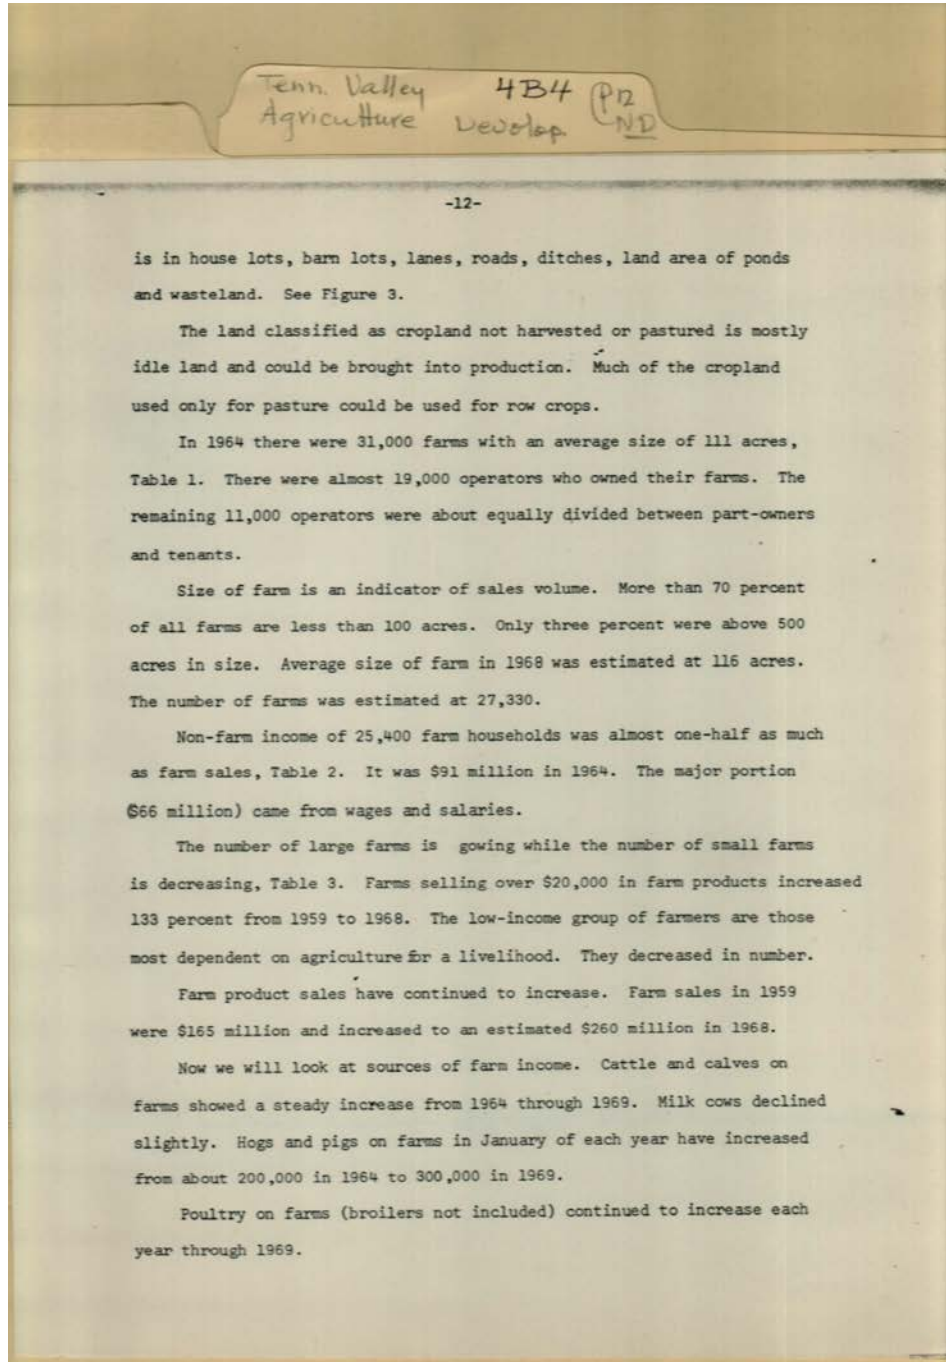 Tenn. Valley 4B4 P12
Agriculture Develop. ND
-12-
is in house lots, barn lots, lanes, roads, ditches, land area of ponds
and wasteland.  See Figure 3.
The land classified as cropland not harvested or pastured is mostly
idle land and could be brought into production.  Much of the cropland
used only for pasture could be used for row crops.
In 1964 there were 31,000 farms with an average size of 111 acres,
Table 1.  There were almost 19,000 operators who owned their farms.  The
remaining 11,000 operators were about equally divided between part-owners
and tenants.
Size of farm is an indicator of sales volume.  More than 70 percent
of all farms are less than 100 acres.  Only three percent were above 500
acres in size.  Average size of farm in 1968 was estimated at 116 acres.
The number of farms was estimated at 27,330.
Non-farm income of 25,400 farm households was almost one-half as much
as farm sales, Table 2.  It was $91 million in 1964.  The major portion
($66 million) came from wages and salaries.
The number of large farms is  gowing while the number of small farms
is decreasing, Table 3.  Farms selling over $20,000 in farm products increased
133 percent from 1959 to 1968.  The low-income group of farmers are those
most dependent on agriculture for a livelihood.  They decreased in number.
Farm product sales have continued to increase.  Farm sales in 1959
were $165 million and increased to an estimated $260 million in 1968.
Now we will look at sources of farm income.  Cattle and calves on
farms showed a steady increase from 1964 through 1969.  Milk cows declined
slightly.  Hogs and pigs on farms in January of each year have increased
from about 200,000 in 1964 to 300,000 in 1969.
Poultry on farms (broilers not included) continued to increase each
year through 1969.